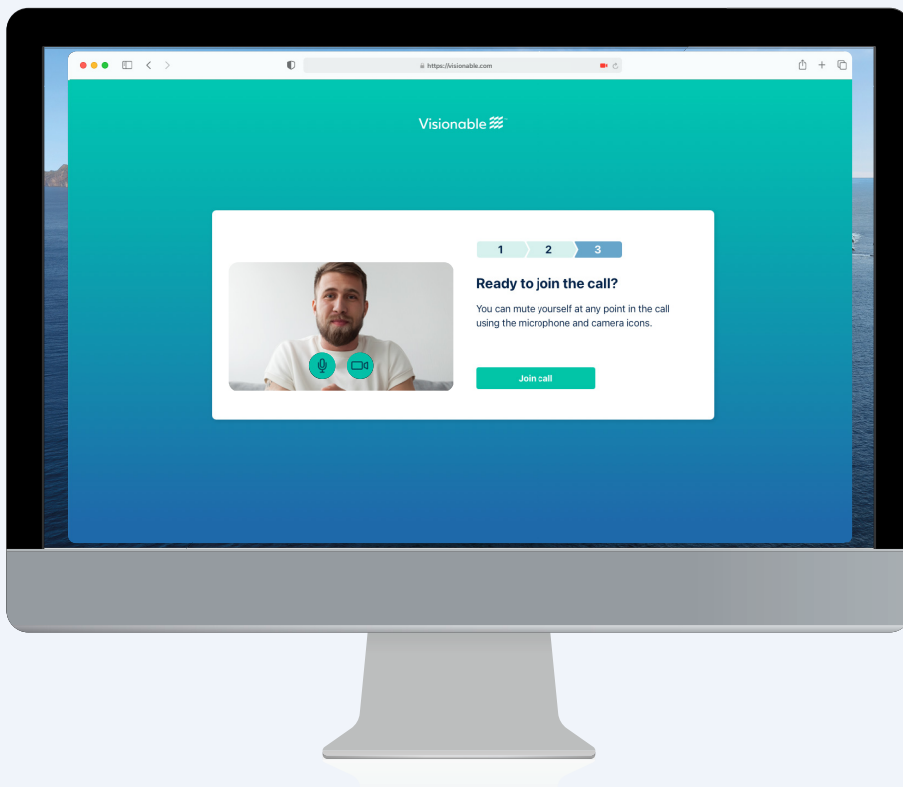 https://visionable.com
Visionable
1 2 3
Ready to join the call?
You can mute yourself at any point in the call
using the microphone and camera icons.
Join call